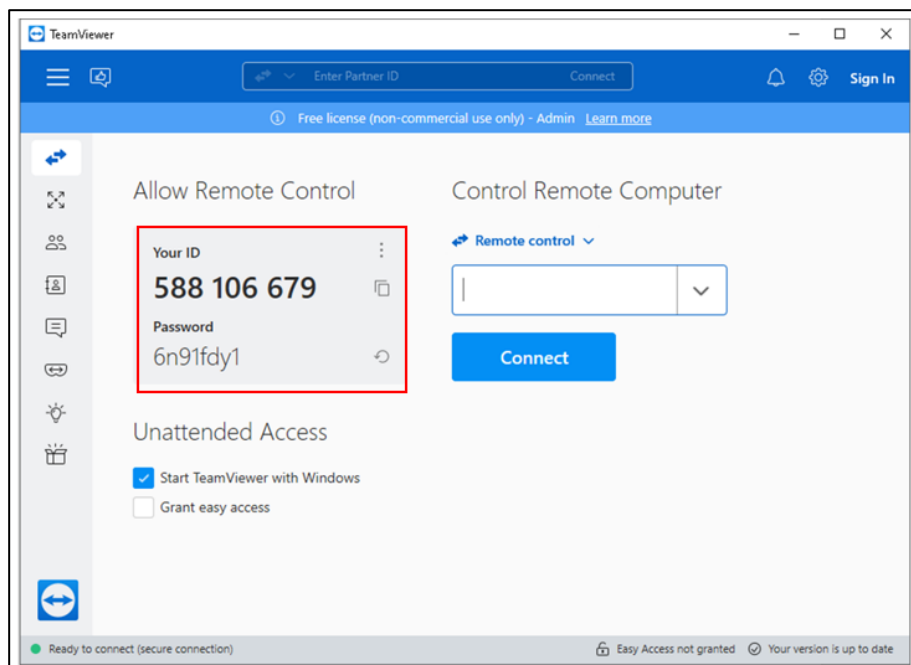 TeamViewer
Enter Partner ID
Connect
Sign In
Free license (non-commercial use only) - Admin Learn more
Allow Remote Control
Your ID
588 106 679
Password
6n91fdy1
Unattended Access
Start TeamViewer with Windows
Grant easy access
Control Remote Computer
Remote control
Connect
Ready to connect (secure connection)
Easy Access not granted
Your version is up to date